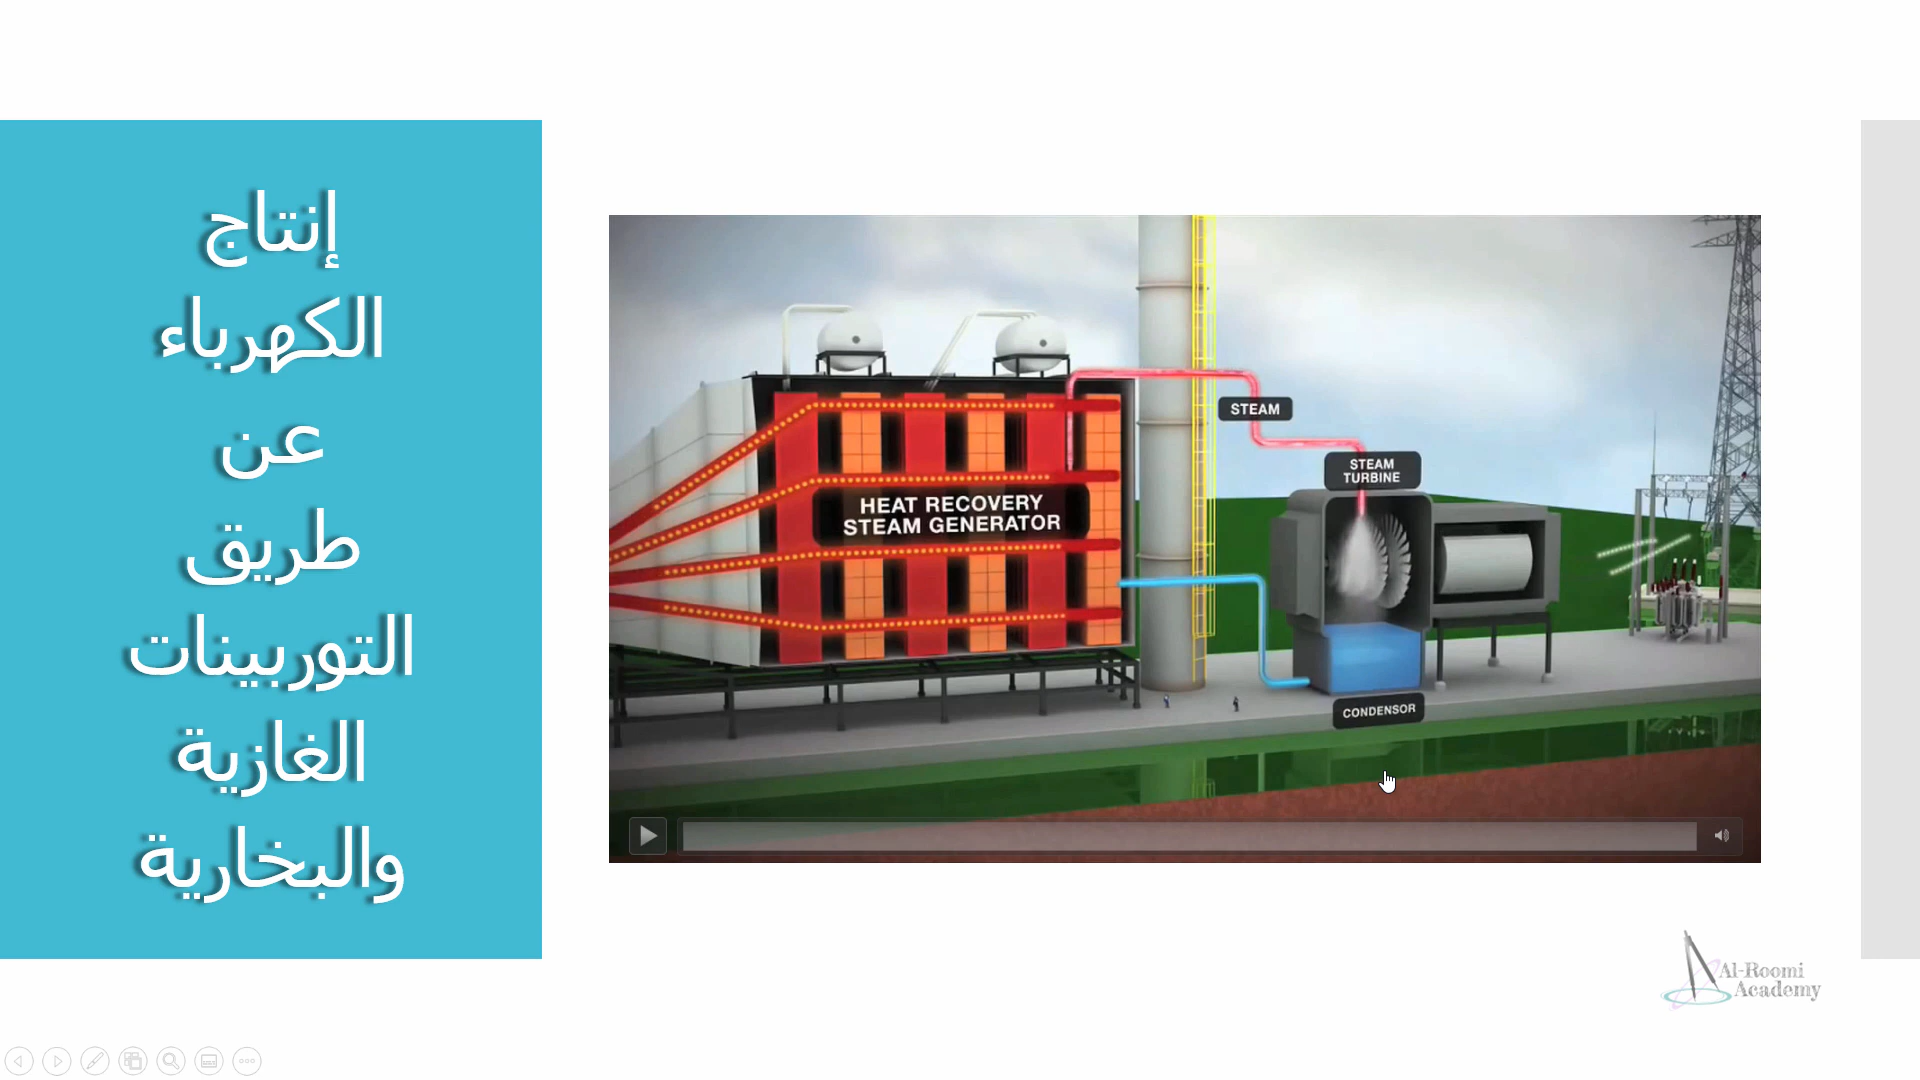 إنتاج
الكهرباء
عن
طريق
التوربينات
الغازية
والبخارية
HEAT RECOVERY
STEAM GENERATOR
STEAM
STEAM
TURBINE
CONDENSOR
Al-Roomi
Academy